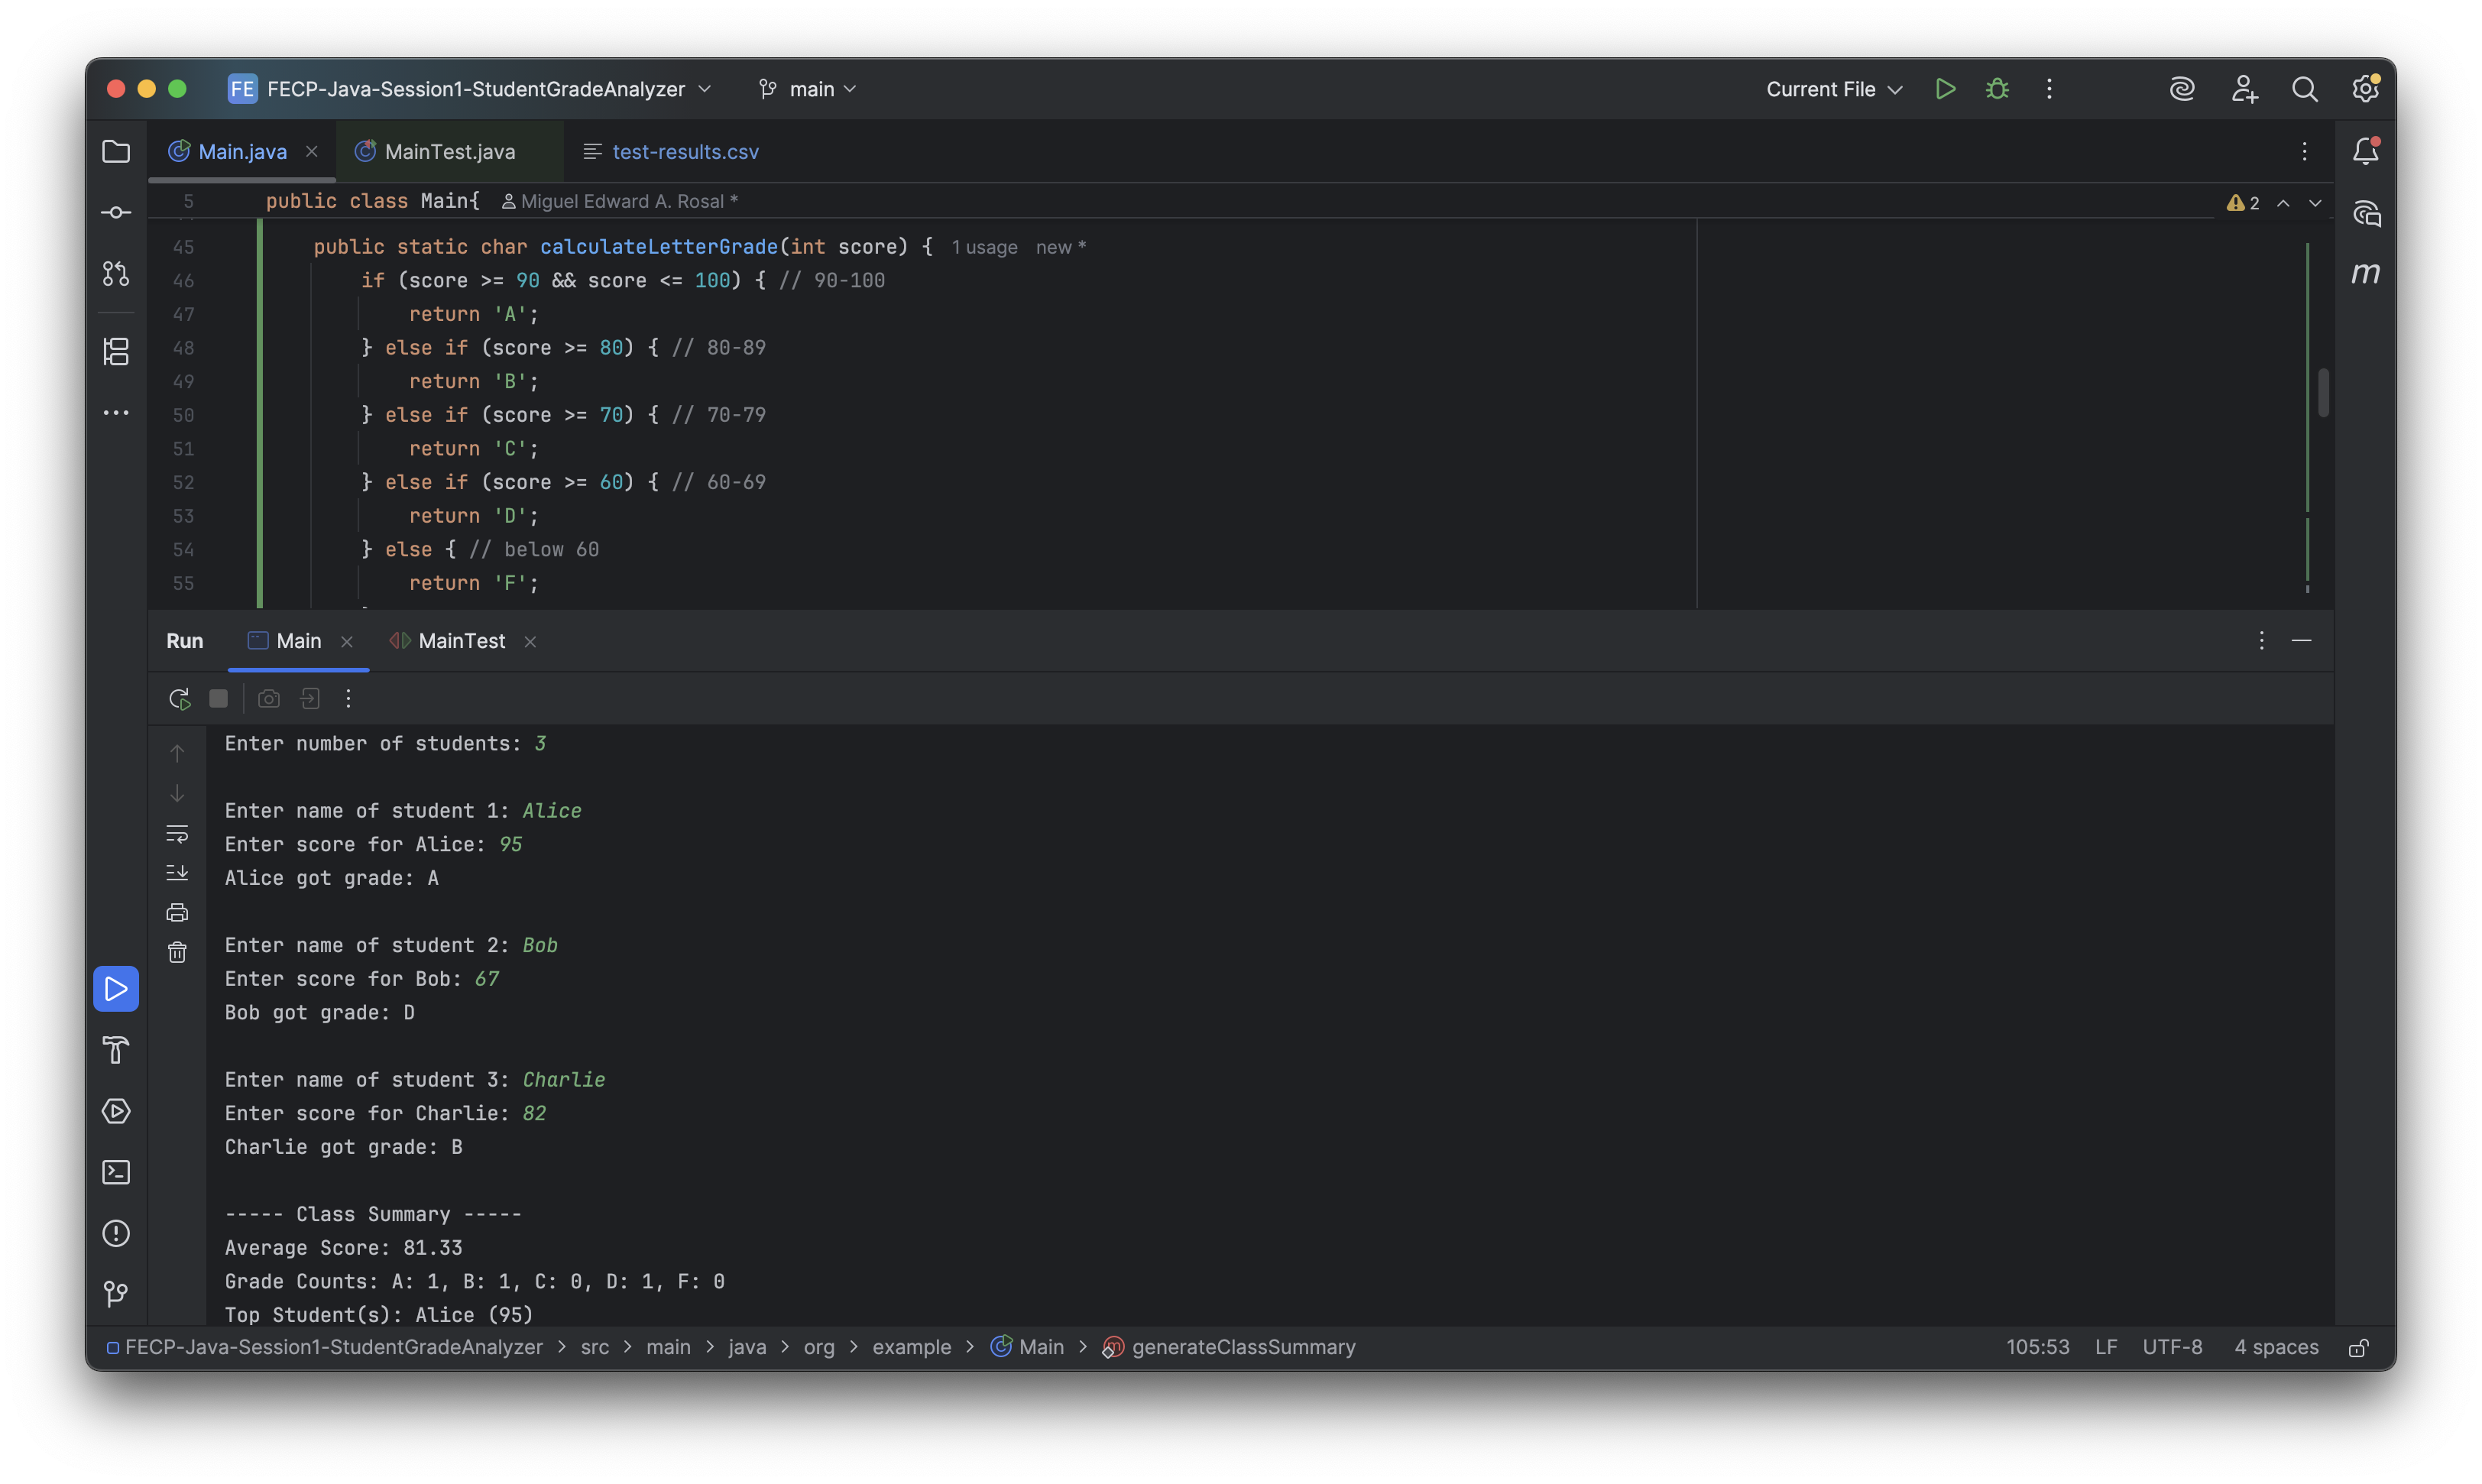 FE FECP-Java-Session1-StudentGradeAnalyzer main Current File
Main.java MainTest.java test-results.csv
5 public class Main{ Miguel Edward A. Rosal * 2
45 public static char calculateLetterGrade(int score) { 1 usage new *
46 if (score >= 90 && score <= 100) { // 90-100
47 return 'A';
48 } else if (score >= 80) { // 80-89
49 return 'B';
50 } else if (score >= 70) { // 70-79
51 return 'C';
52 } else if (score >= 60) { // 60-69
53 return 'D';
54 } else { // below 60
55 return 'F';
Run Main MainTest
Enter number of students: 3
Enter name of student 1: Alice
Enter score for Alice: 95
Alice got grade: A
Enter name of student 2: Bob
Enter score for Bob: 67
Bob got grade: D
Enter name of student 3: Charlie
Enter score for Charlie: 82
Charlie got grade: B
----- Class Summary -----
Average Score: 81.33
Grade Counts: A: 1, B: 1, C: 0, D: 1, F: 0
Top Student(s): Alice (95)
FECP-Java-Session1-StudentGradeAnalyzer > src > main > java > org > example > Main > generateClassSummary 105:53 LF UTF-8 4 spaces